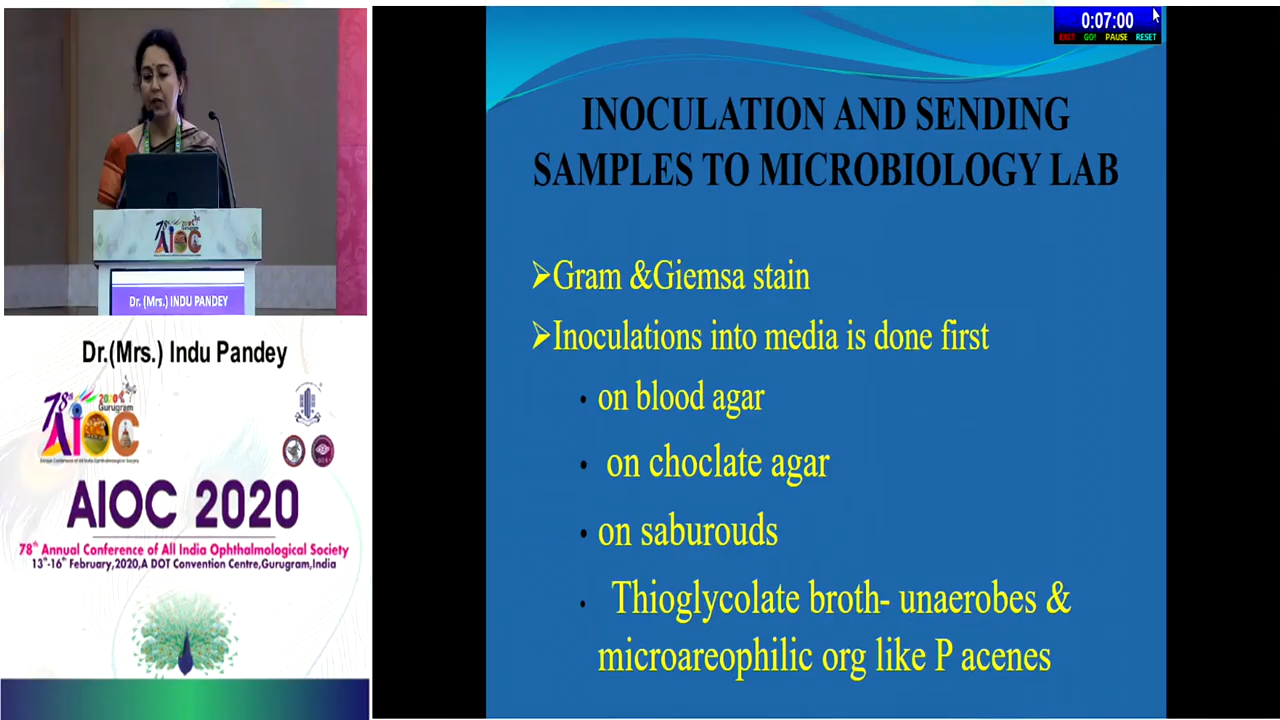 0:07:00
EXIT GO! PAUSE RESET
INOCULATION AND SENDING
SAMPLES TO MICROBIOLOGY LAB
➢Gram &Giemsa stain
➢Inoculations into media is done first
• on blood agar
• on choclate agar
• on saburouds
• Thioglycolate broth- unaerobes &
microareophilic org like P acenes
AIOC
Dr. (Mrs.) INDU PANDEY
Dr.(Mrs.) Indu Pandey
78th
2020
Gurugram
AIOC
AIOC 2020
78th Annual Conference of All India Ophthalmological Society
13th-16th February,2020,A DOT Convention Centre,Gurugram,India